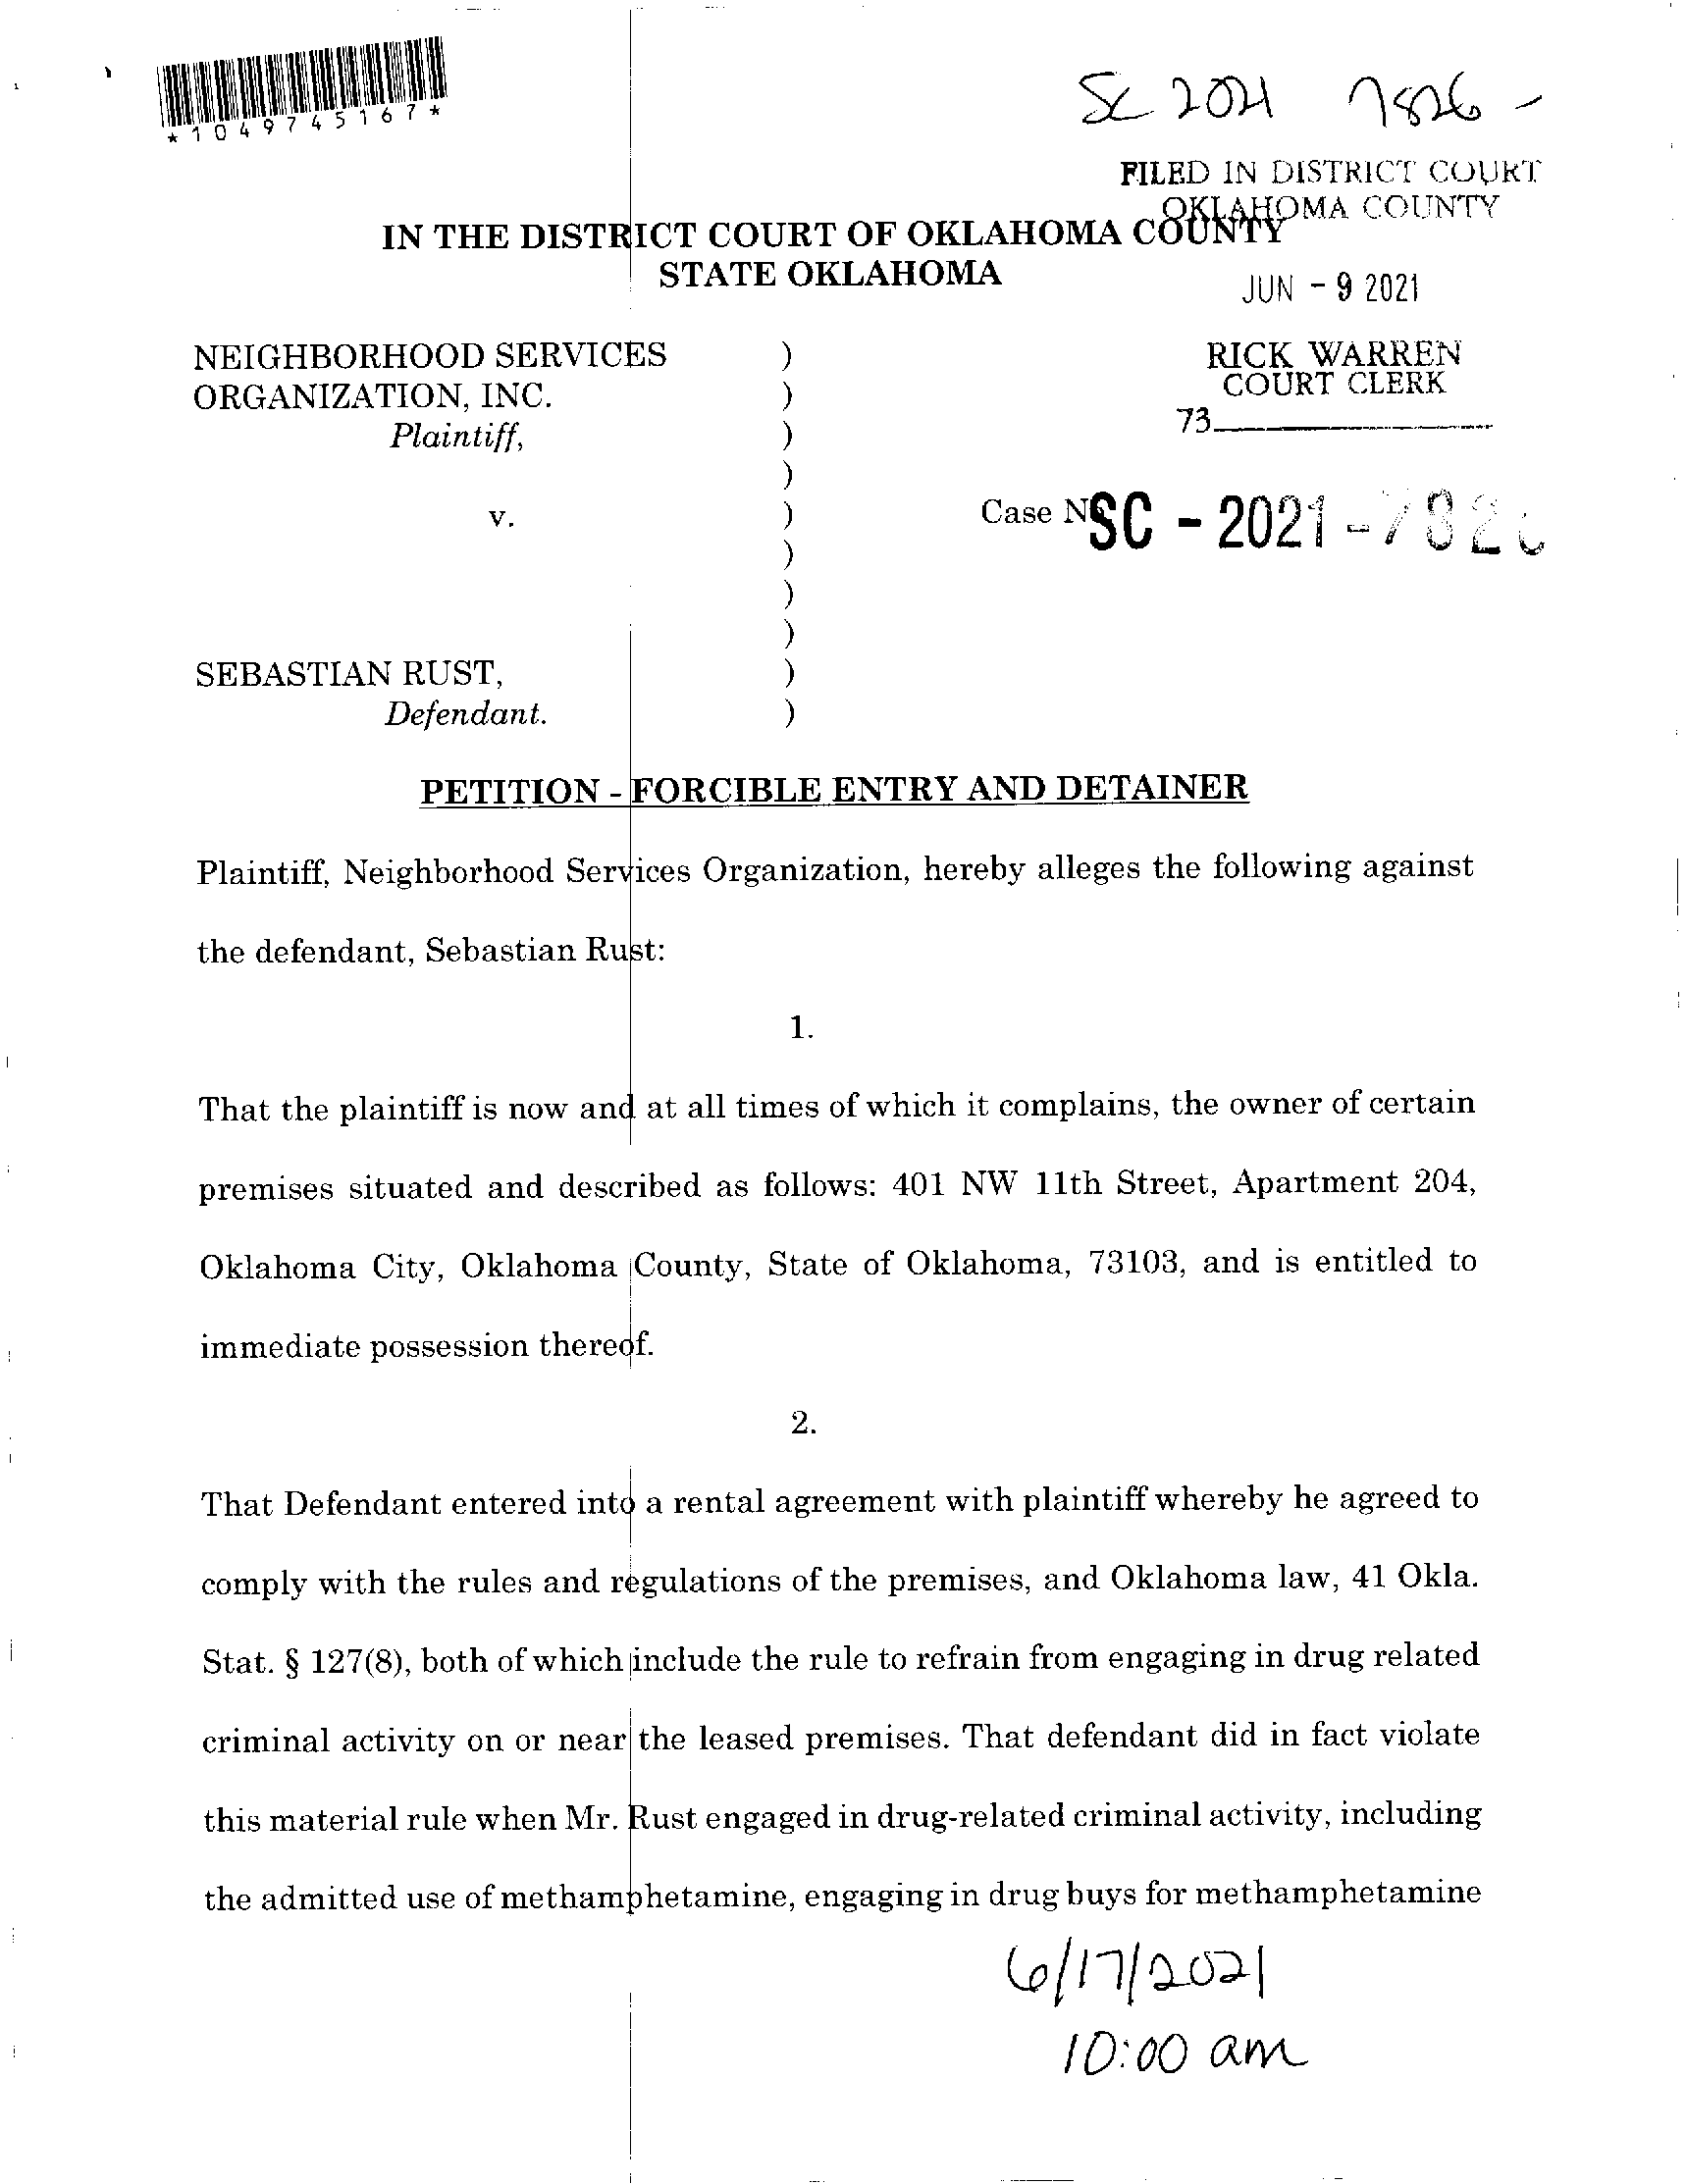 *1049745167*
SC 2021 7826 -
FILED IN DISTRICT COURT
OKLAHOMA COUNTY
IN THE DISTRICT COURT OF OKLAHOMA COUNTY
STATE OKLAHOMA
JUN - 9 2021
NEIGHBORHOOD SERVICES )
ORGANIZATION, INC. )
Plaintiff, )
)
v. )
)
)
)
SEBASTIAN RUST, )
Defendant. )
RICK WARREN
COURT CLERK
73
Case N SC - 2021 - 782
PETITION - FORCIBLE ENTRY AND DETAINER
Plaintiff, Neighborhood Services Organization, hereby alleges the following against
the defendant, Sebastian Rust:
1.
That the plaintiff is now and at all times of which it complains, the owner of certain
premises situated and described as follows: 401 NW 11th Street, Apartment 204,
Oklahoma City, Oklahoma County, State of Oklahoma, 73103, and is entitled to
immediate possession thereof.
2.
That Defendant entered into a rental agreement with plaintiff whereby he agreed to
comply with the rules and regulations of the premises, and Oklahoma law, 41 Okla.
Stat. § 127(8), both of which include the rule to refrain from engaging in drug related
criminal activity on or near the leased premises. That defendant did in fact violate
this material rule when Mr. Rust engaged in drug-related criminal activity, including
the admitted use of methamphetamine, engaging in drug buys for methamphetamine
6/17/2021
10:00 am